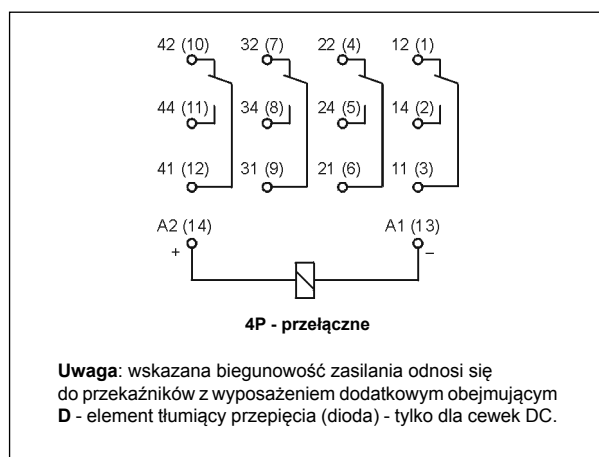 42 (10) 32 (7) 22 (4) 12 (1)
44 (11) 34 (8) 24 (5) 14 (2)
41 (12) 31 (9) 21 (6) 11 (3)
A2 (14) A1 (13)
+ –
4P - przełączne
Uwaga: wskazana biegunowość zasilania odnosi się
do przekaźników z wyposażeniem dodatkowym obejmującym
D - element tłumiący przepięcia (dioda) - tylko dla cewek DC.